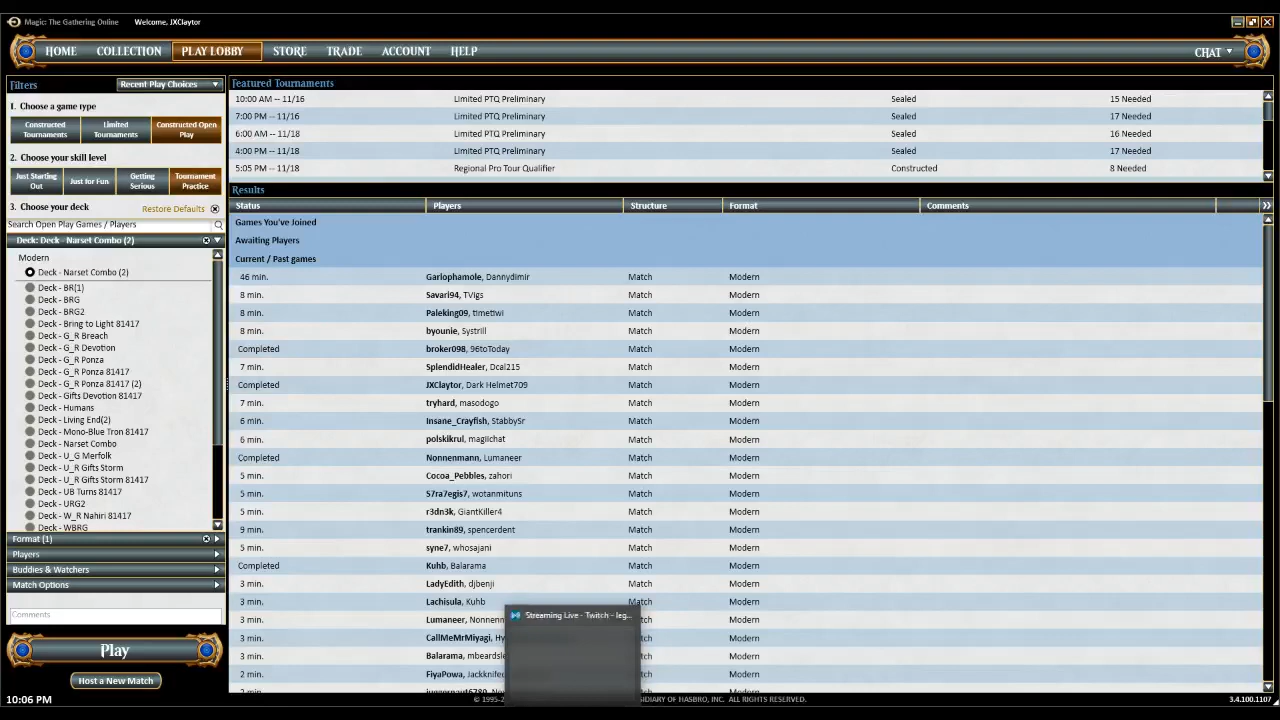 Magic: The Gathering Online Welcome, JXClaytor
HOME COLLECTION PLAY LOBBY STORE TRADE ACCOUNT HELP CHAT
Filters Recent Play Choices
1. Choose a game type
Constructed Tournaments Limited Tournaments Constructed Open Play
2. Choose your skill level
Just Starting Out Just for Fun Getting Serious Tournament Practice
3. Choose your deck Restore Defaults
Search Open Play Games / Players
Deck: Deck - Narset Combo (2)
Modern
Deck - Narset Combo (2)
Deck - BR(1)
Deck - BRG
Deck - BRG2
Deck - Bring to Light 81417
Deck - G_R Breach
Deck - G_R Devotion
Deck - G_R Ponza
Deck - G_R Ponza 81417
Deck - G_R Ponza 81417 (2)
Deck - Gifts Devotion 81417
Deck - Humans
Deck - Living End(2)
Deck - Mono-Blue Tron 81417
Deck - Narset Combo
Deck - U_G Merfolk
Deck - U_R Gifts Storm
Deck - U_R Gifts Storm 81417
Deck - UB Turns 81417
Deck - URG2
Deck - W_R Nahiri 81417
Deck - WBRG
Format (1)
Players
Buddies & Watchers
Match Options
Comments
Play
Host a New Match
10:06 PM
Featured Tournaments
10:00 AM -- 11/16 Limited PTQ Preliminary Sealed 15 Needed
7:00 PM -- 11/16 Limited PTQ Preliminary Sealed 17 Needed
6:00 AM -- 11/18 Limited PTQ Preliminary Sealed 16 Needed
4:00 PM -- 11/18 Limited PTQ Preliminary Sealed 17 Needed
5:05 PM -- 11/18 Regional Pro Tour Qualifier Constructed 8 Needed
Results
Status Players Structure Format Comments
Games You've Joined
Awaiting Players
Current / Past games
46 min. Gariophamole, Dannydimir Match Modern
8 min. Savari94, TVigs Match Modern
8 min. Paleking09, timetiwi Match Modern
8 min. byounie, Systrill Match Modern
Completed broker098, 96toToday Match Modern
7 min. SplendidHealer, Dcal215 Match Modern
Completed JXClaytor, Dark Helmet709 Match Modern
7 min. tryhard, masodogo Match Modern
6 min. Insane_Crayfish, StabbySr Match Modern
6 min. polskikrul, magiichat Match Modern
Completed Nonnenmann, Lumaneer Match Modern
5 min. Cocoa_Pebbles, zahori Match Modern
5 min. S7ra7egis7, wotanmituns Match Modern
5 min. r3dn3k, GiantKiller4 Match Modern
9 min. trankin89, spencerdent Match Modern
5 min. syne7, whosajani Match Modern
Completed Kuhb, Balarama Match Modern
3 min. LadyEdith, djbenji Match Modern
3 min. Lachisula, Kuhb Match Modern
Streaming Live - Twitch - leg...
3 min. Lumaneer, Nonnenn Modern
3 min. CallMeMrMiyagi, Hy Modern
3 min. Balarama, mbeardsle Modern
2 min. FiyaPowa, Jackknifed Modern
© 1995-2 SIDIARY OF HASBRO, INC. ALL RIGHTS RESERVED. 3.4.100.1107